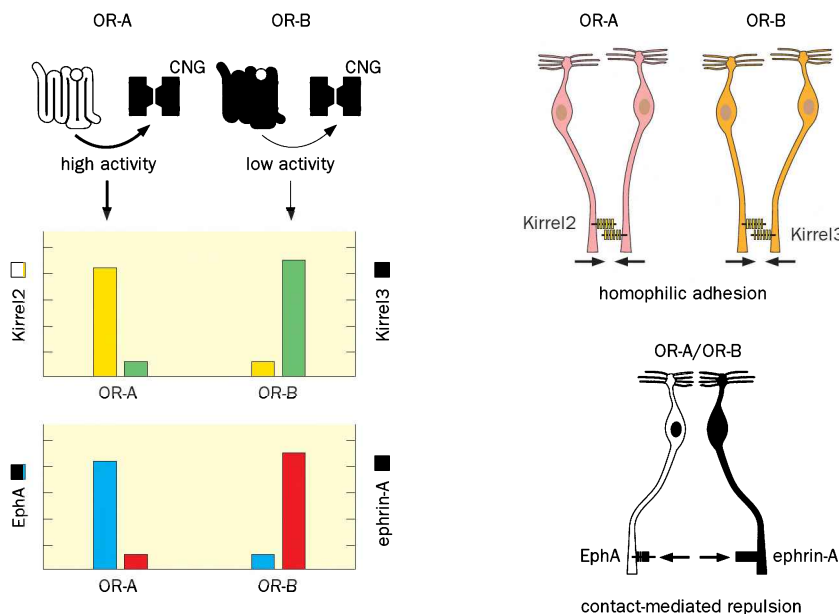 OR-A
OR-B
CNG
CNG
high activity
low activity
Kirrel2
Kirrel3
OR-A
OR-B
EphA
ephrin-A
OR-A
OR-B
OR-A
OR-B
Kirrel2
Kirrel3
homophilic adhesion
OR-A/OR-B
EphA
ephrin-A
contact-mediated repulsion